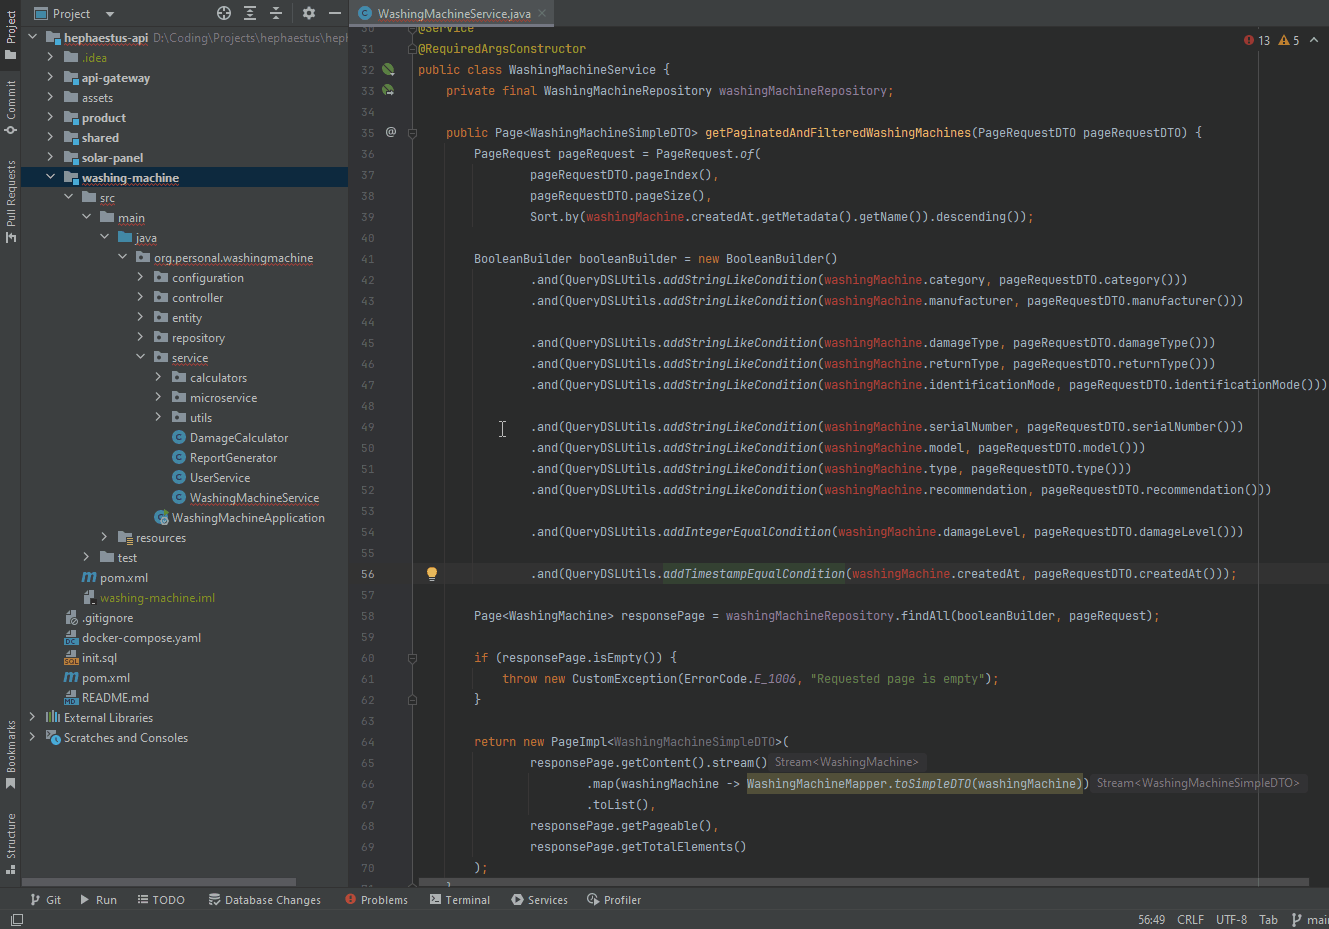 Project
WashingMachineService.java
Project
Commit
Pull Requests
Bookmarks
Structure
hephaestus-api D:\Coding\Projects\hephaestus\hep
.idea
api-gateway
assets
product
shared
solar-panel
washing-machine
src
main
java
org.personal.washingmachine
configuration
controller
entity
repository
service
calculators
microservice
utils
DamageCalculator
ReportGenerator
UserService
WashingMachineService
WashingMachineApplication
resources
test
pom.xml
washing-machine.iml
.gitignore
docker-compose.yaml
init.sql
pom.xml
README.md
External Libraries
Scratches and Consoles
13 5
30 @Service
31 @RequiredArgsConstructor
32 public class WashingMachineService {
33 private final WashingMachineRepository washingMachineRepository;
34
35 @ public Page<WashingMachineSimpleDTO> getPaginatedAndFilteredWashingMachines(PageRequestDTO pageRequestDTO) {
36 PageRequest pageRequest = PageRequest.of(
37 pageRequestDTO.pageIndex(),
38 pageRequestDTO.pageSize(),
39 Sort.by(washingMachine.createdAt.getMetadata().getName()).descending());
40
41 BooleanBuilder booleanBuilder = new BooleanBuilder()
42 .and(QueryDSLUtils.addStringLikeCondition(washingMachine.category, pageRequestDTO.category()))
43 .and(QueryDSLUtils.addStringLikeCondition(washingMachine.manufacturer, pageRequestDTO.manufacturer()))
44
45 .and(QueryDSLUtils.addStringLikeCondition(washingMachine.damageType, pageRequestDTO.damageType()))
46 .and(QueryDSLUtils.addStringLikeCondition(washingMachine.returnType, pageRequestDTO.returnType()))
47 .and(QueryDSLUtils.addStringLikeCondition(washingMachine.identificationMode, pageRequestDTO.identificationMode()))
48
49 .and(QueryDSLUtils.addStringLikeCondition(washingMachine.serialNumber, pageRequestDTO.serialNumber()))
50 .and(QueryDSLUtils.addStringLikeCondition(washingMachine.model, pageRequestDTO.model()))
51 .and(QueryDSLUtils.addStringLikeCondition(washingMachine.type, pageRequestDTO.type()))
52 .and(QueryDSLUtils.addStringLikeCondition(washingMachine.recommendation, pageRequestDTO.recommendation()))
53
54 .and(QueryDSLUtils.addIntegerEqualCondition(washingMachine.damageLevel, pageRequestDTO.damageLevel()))
55
56 .and(QueryDSLUtils.addTimestampEqualCondition(washingMachine.createdAt, pageRequestDTO.createdAt()));
57
58 Page<WashingMachine> responsePage = washingMachineRepository.findAll(booleanBuilder, pageRequest);
59
60 if (responsePage.isEmpty()) {
61 throw new CustomException(ErrorCode.E_1006, "Requested page is empty");
62 }
63
64 return new PageImpl<WashingMachineSimpleDTO>(
65 responsePage.getContent().stream() Stream<WashingMachine>
66 .map(washingMachine -> WashingMachineMapper.toSimpleDTO(washingMachine)) Stream<WashingMachineSimpleDTO>
67 .toList(),
68 responsePage.getPageable(),
69 responsePage.getTotalElements()
70 );
Git Run TODO Database Changes Problems Terminal Services Profiler
56:49 CRLF UTF-8 Tab main